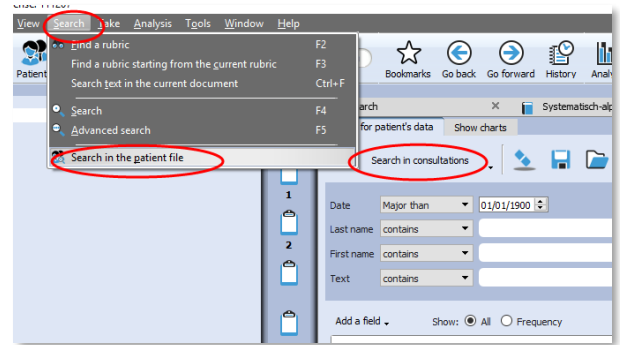 View Search Take Analysis Tools Window Help
Find a rubric F2
Find a rubric starting from the current rubric F3
Search text in the current document Ctrl+F
Search F4
Advanced search F5
Search in the patient file
Patient
Bookmarks Go back Go forward History
Systematisch-alp
for patient's data Show charts
Search in consultations
1
2
Date Major than 01/01/1900
Last name contains
First name contains
Text contains
Add a field Show: All Frequency